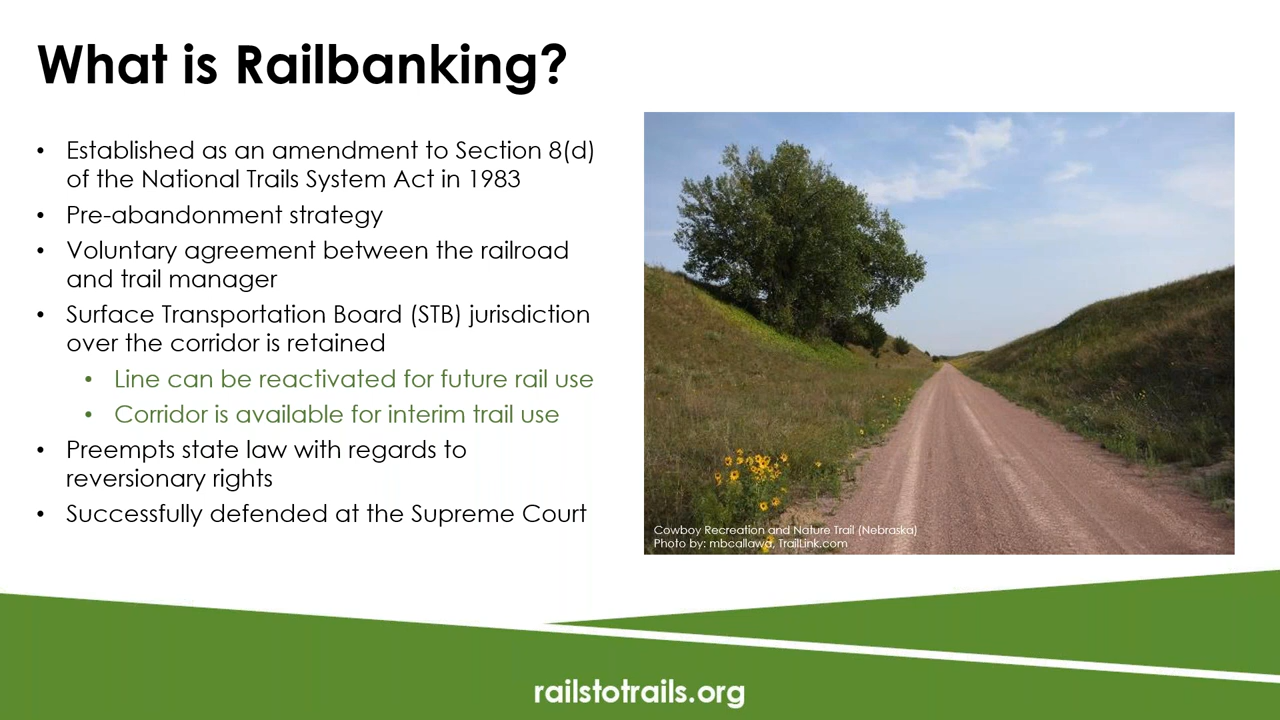 What is Railbanking?
• Established as an amendment to Section 8(d)
of the National Trails System Act in 1983
• Pre-abandonment strategy
• Voluntary agreement between the railroad
and trail manager
• Surface Transportation Board (STB) jurisdiction
over the corridor is retained
• Line can be reactivated for future rail use
• Corridor is available for interim trail use
• Preempts state law with regards to
reversionary rights
• Successfully defended at the Supreme Court
Cowboy Recreation and Nature Trail (Nebraska)
Photo by: mbcallawa, TrailLink.com
railstotrails.org